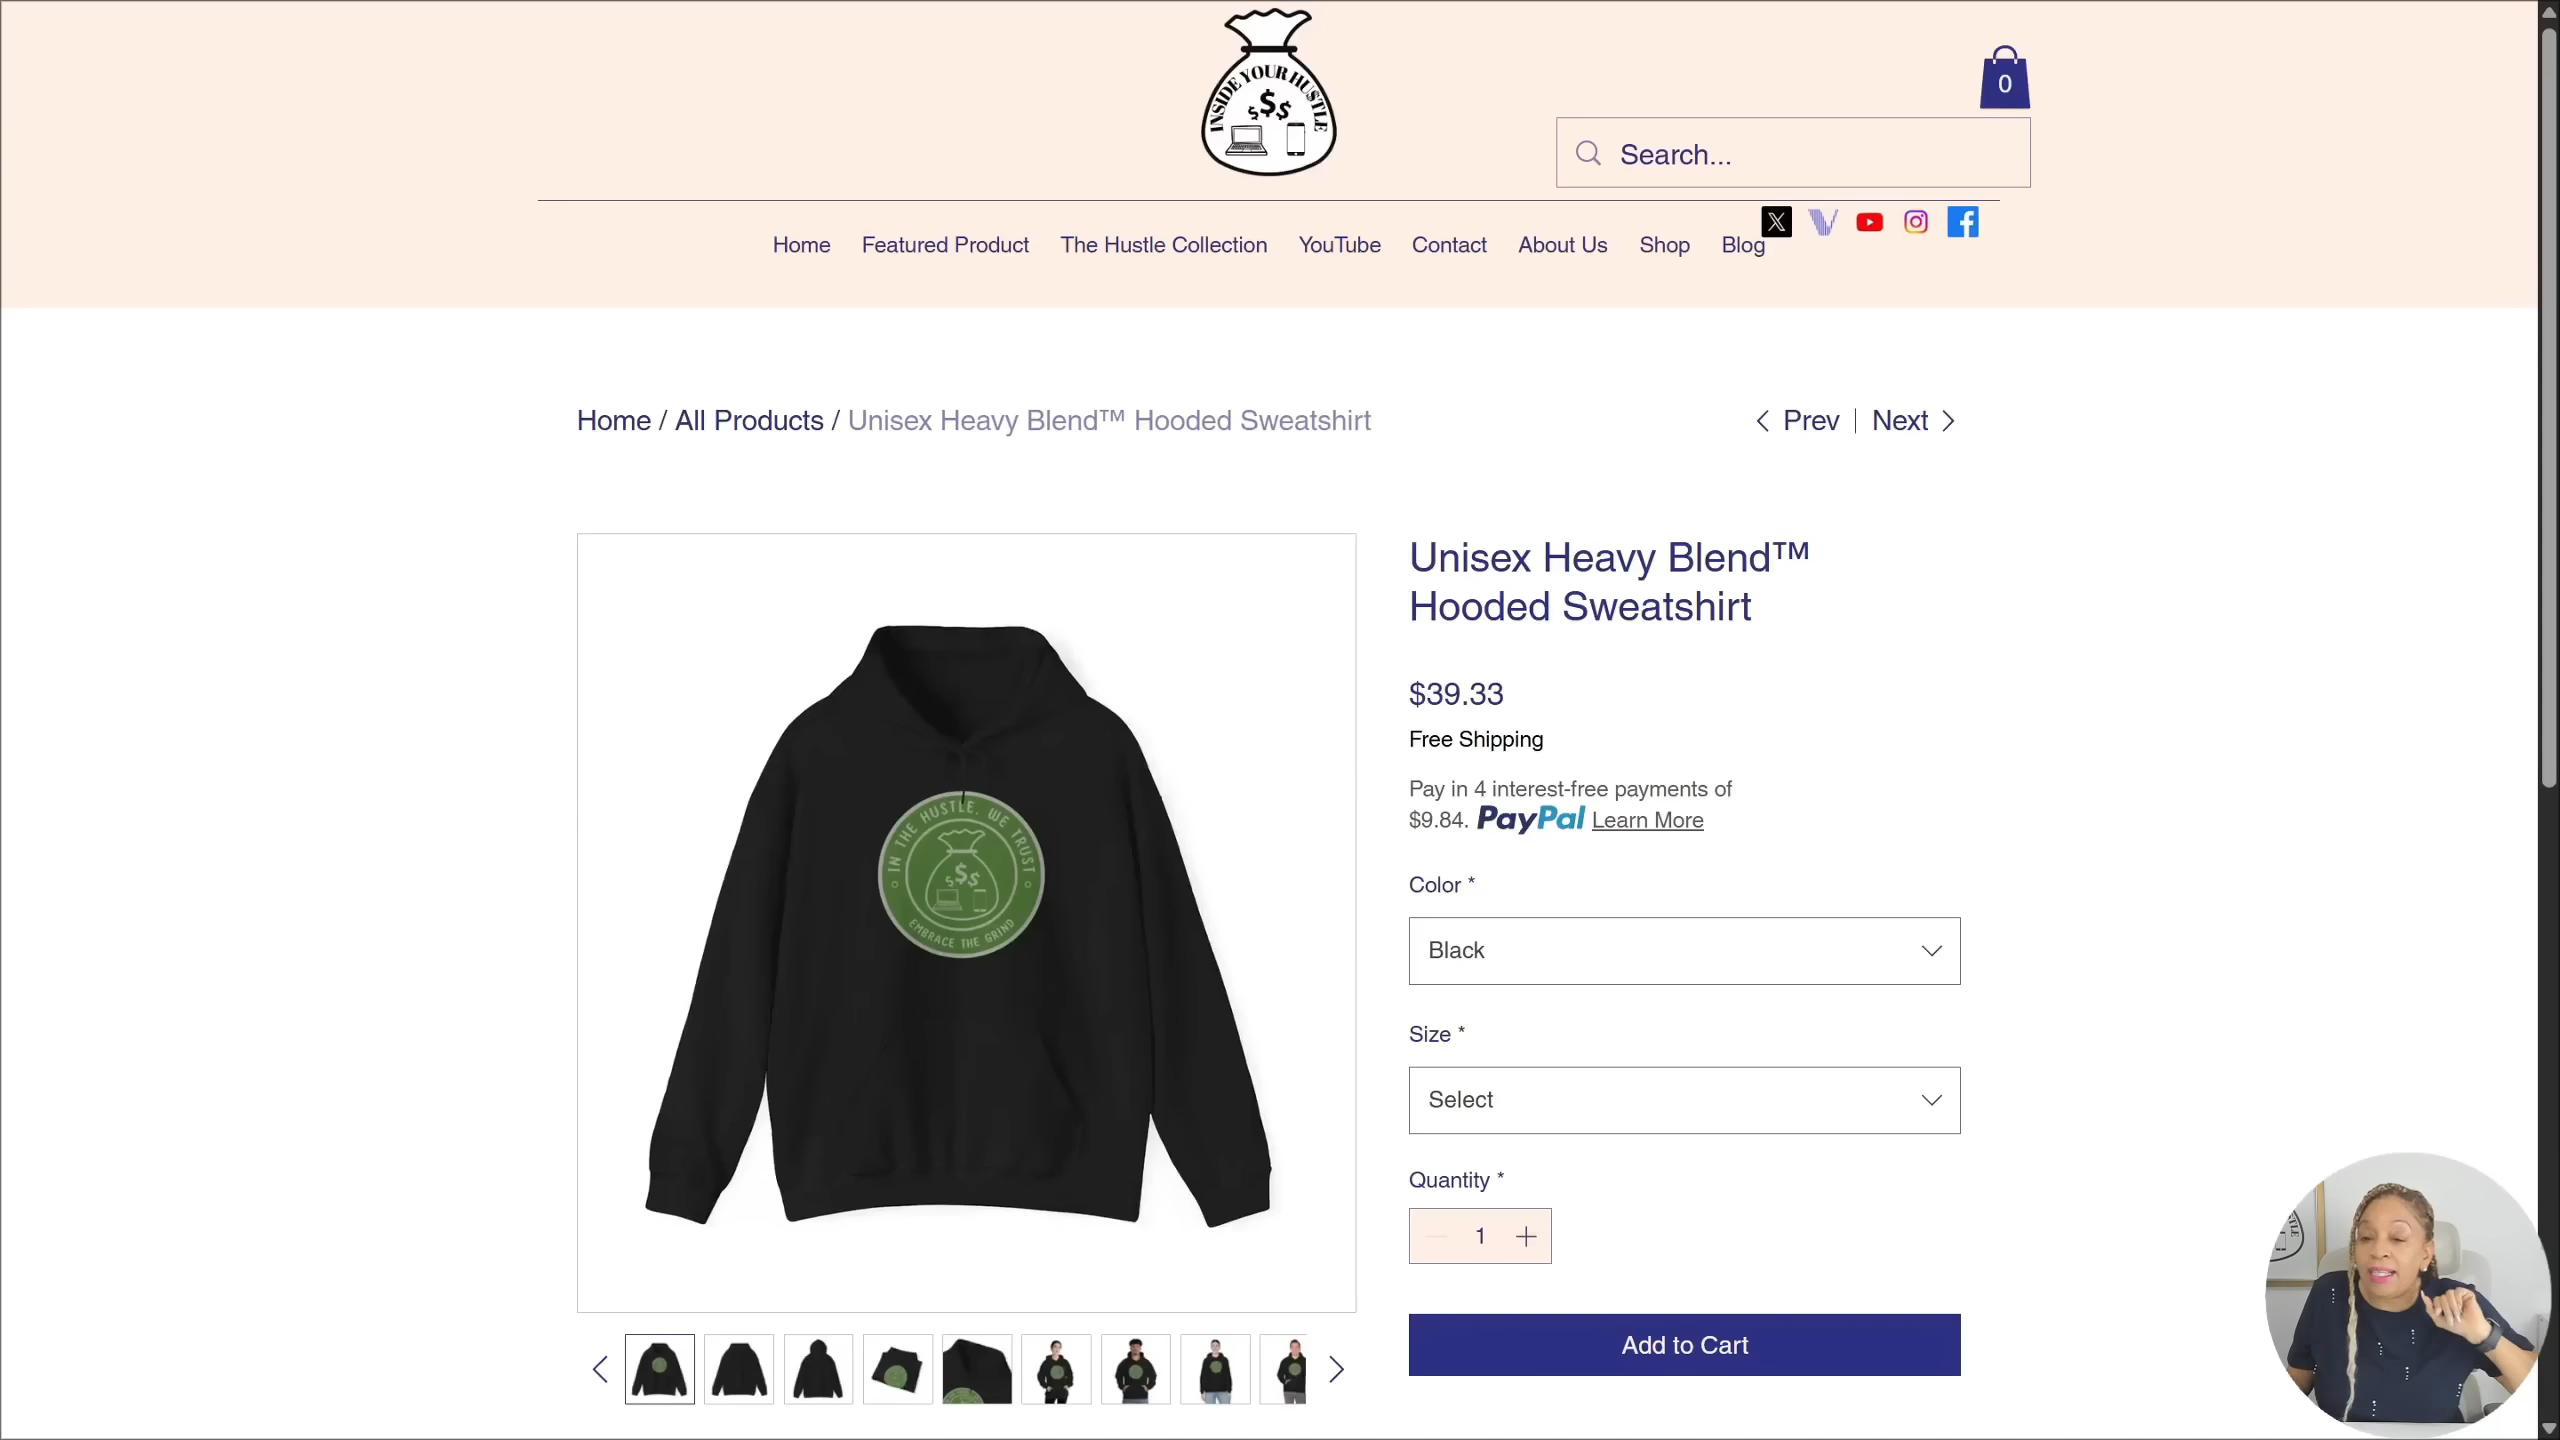 INSIDE YOUR HUSTLE
$$$
0
Search...
Home Featured Product The Hustle Collection YouTube Contact About Us Shop Blog
Home / All Products / Unisex Heavy Blend™ Hooded Sweatshirt
Prev | Next
Unisex Heavy Blend™
Hooded Sweatshirt
$39.33
Free Shipping
Pay in 4 interest-free payments of
$9.84. PayPal Learn More
IN THE HUSTLE, WE TRUST
$$$
EMBRACE THE GRIND
Color *
Black
Size *
Select
Quantity *
1
Add to Cart